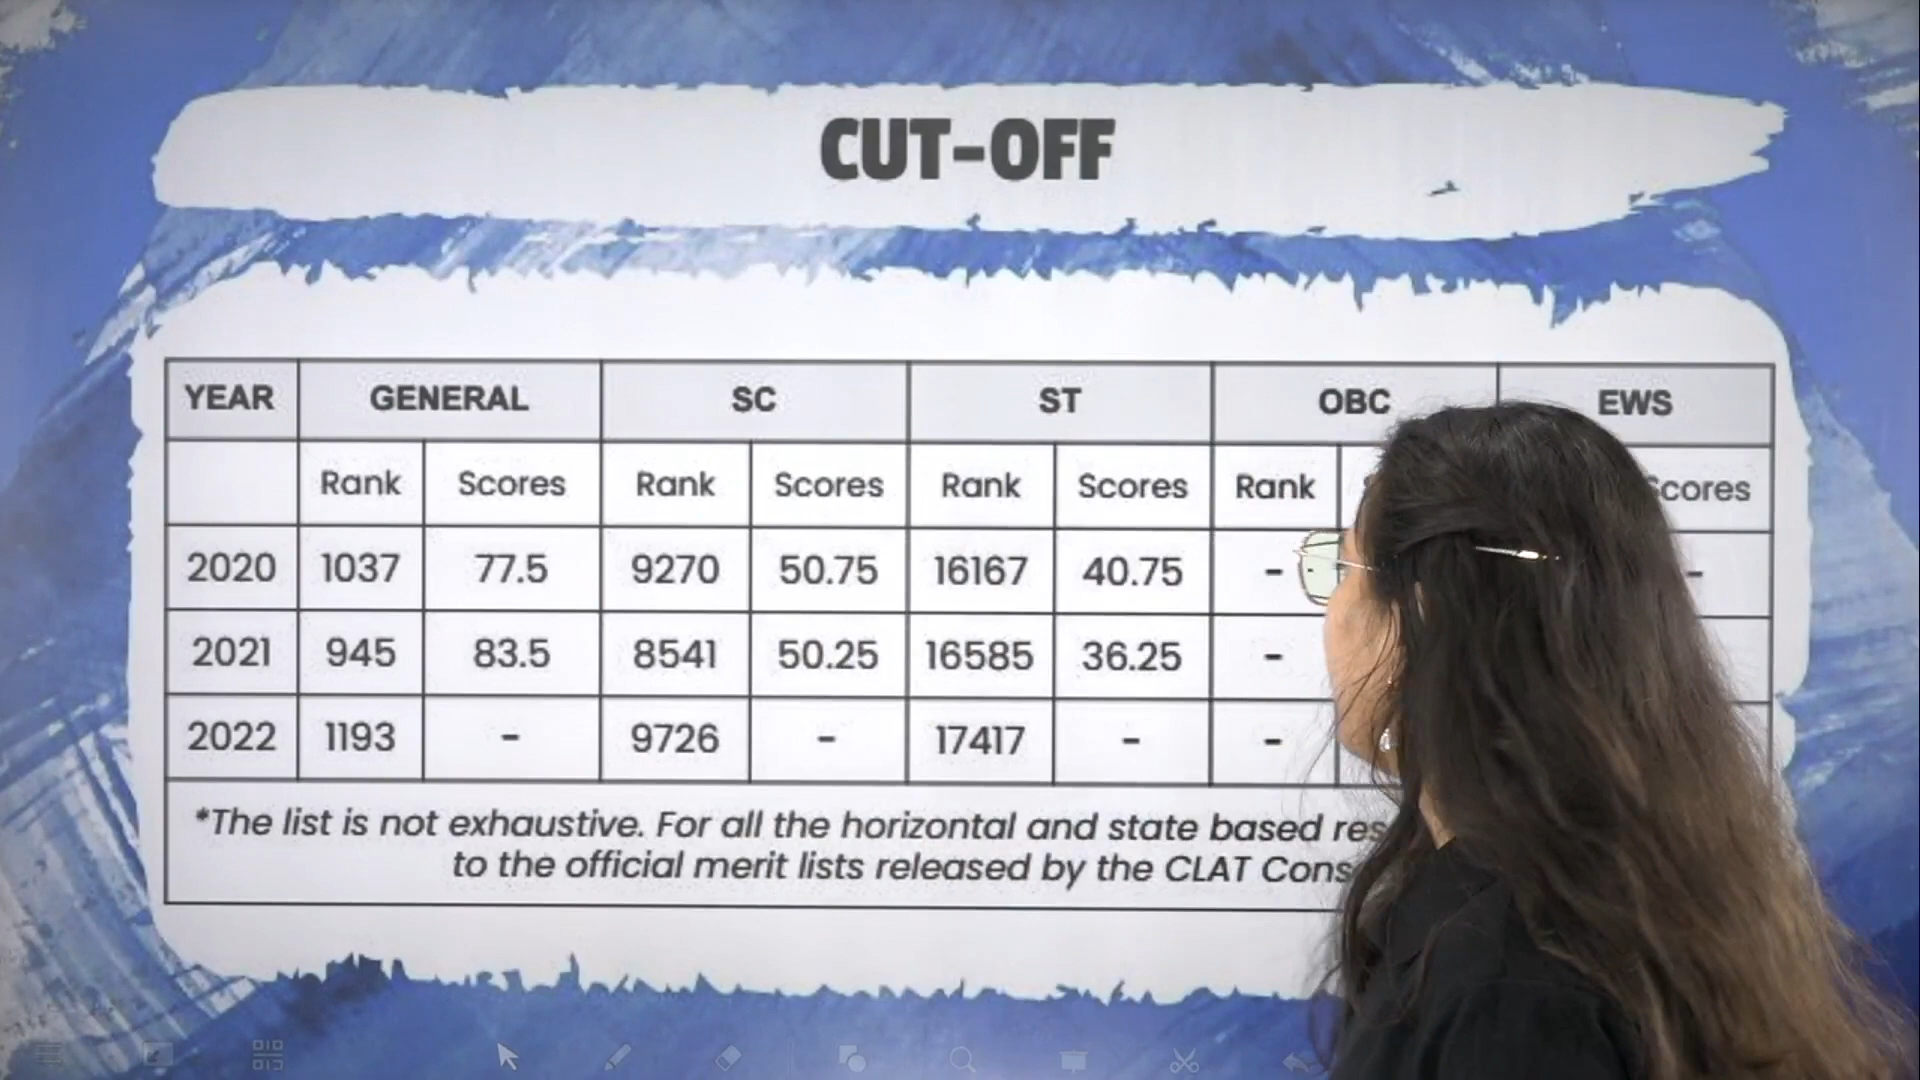 CUT-OFF
YEAR GENERAL SC ST OBC EWS
Rank Scores Rank Scores Rank Scores Rank
2020 1037 77.5 9270 50.75 16167 40.75 - -
2021 945 83.5 8541 50.25 16585 36.25 -
2022 1193 - 9726 - 17417 - -
*The list is not exhaustive. For all the horizontal and state based
to the official merit lists released by the CLAT